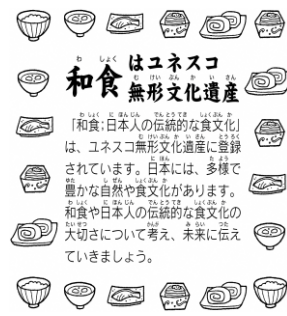 和食はユネスコ
無形文化遺産
「和食;日本人の伝統的な食文化」
は、ユネスコ無形文化遺産に登録
されています。日本には、多様で
豊かな自然や食文化があります。
和食や日本人の伝統的な食文化の
大切さについて考え、未来に伝え
ていきましょう。